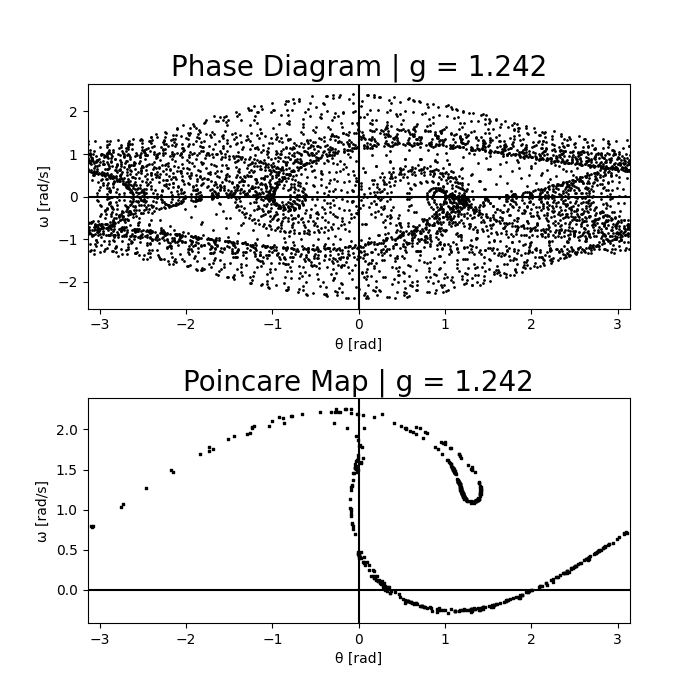 Phase Diagram | g = 1.242
2
1
0
−1
−2
ω [rad/s]
−3 −2 −1 0 1 2 3
θ [rad]
Poincare Map | g = 1.242
2.0
1.5
1.0
0.5
0.0
ω [rad/s]
−3 −2 −1 0 1 2 3
θ [rad]